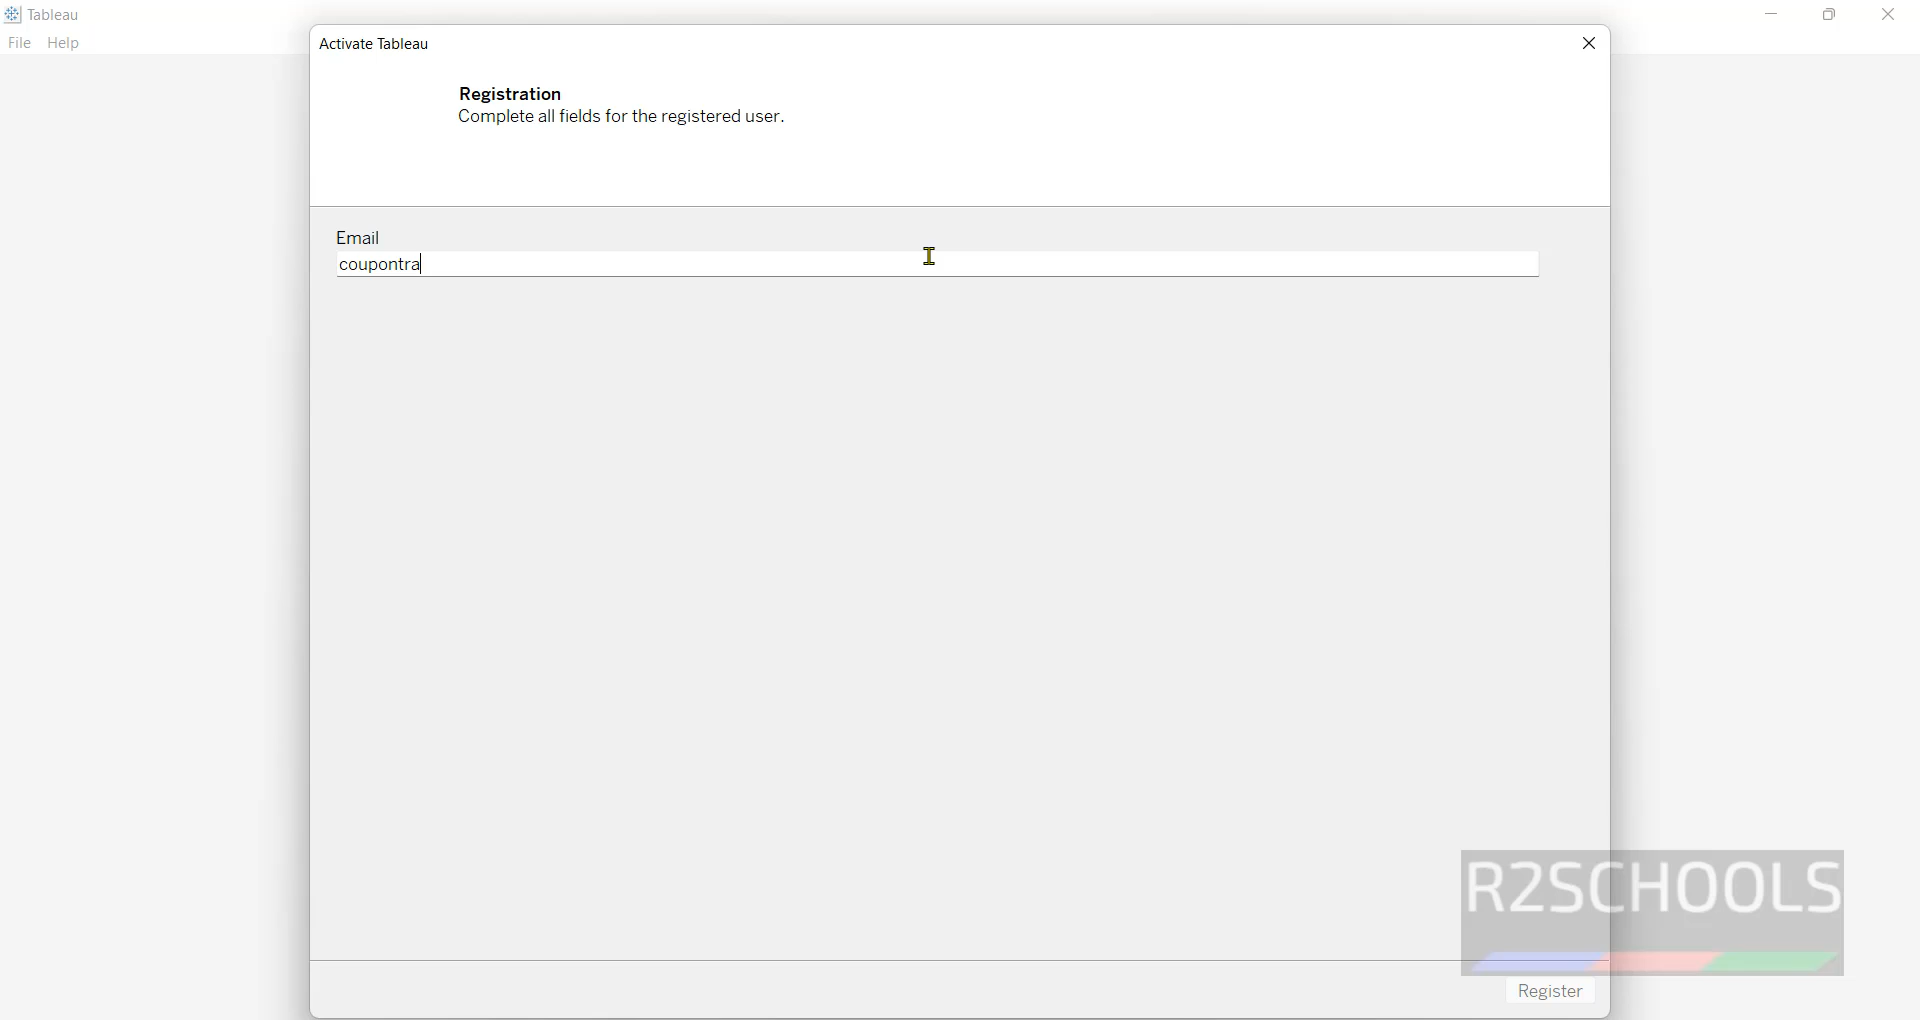 Tableau
File Help
Activate Tableau
Registration
Complete all fields for the registered user.
Email
coupontra
R2SCHOOLS
Register